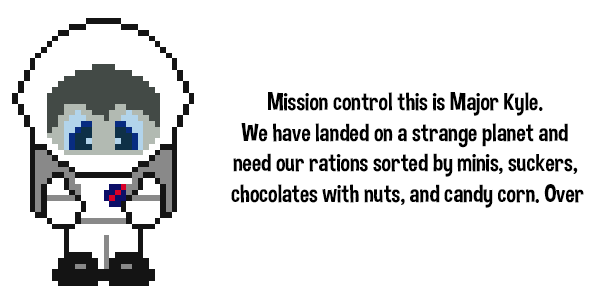 Mission control this is Major Kyle.
We have landed on a strange planet and
need our rations sorted by minis, suckers,
chocolates with nuts, and candy corn. Over